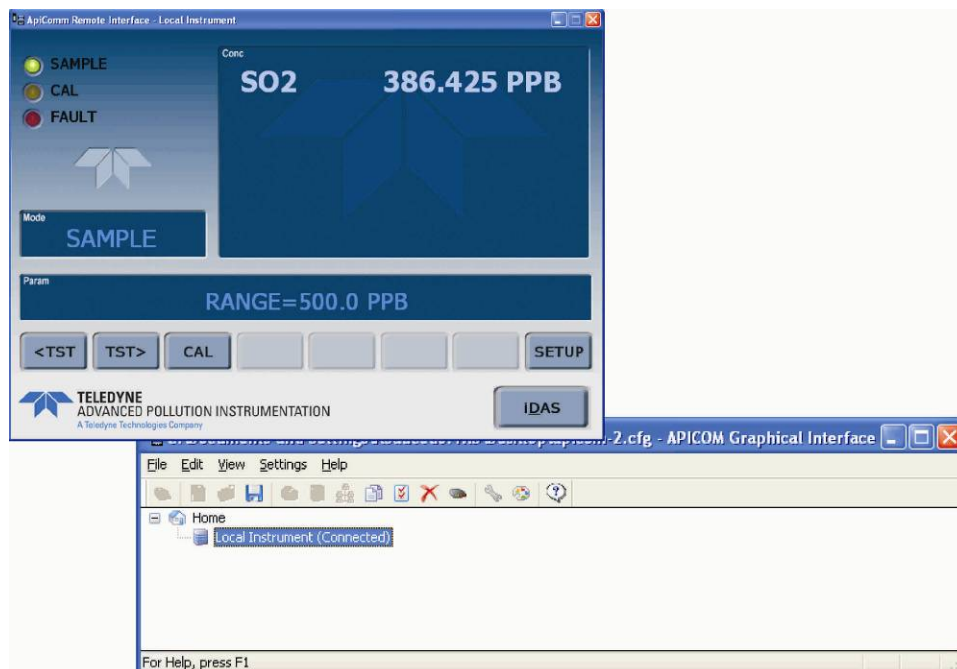 ApiComm Remote Interface - Local Instrument
SAMPLE
CAL
FAULT
Conc
SO2 386.425 PPB
Mode
SAMPLE
Param
RANGE=500.0 PPB
<TST TST> CAL SETUP
TELEDYNE
ADVANCED POLLUTION INSTRUMENTATION
A Teledyne Technologies Company
IDAS
-2.cfg - APICOM Graphical Interface
File Edit View Settings Help
Home
Local Instrument (Connected)
For Help, press F1